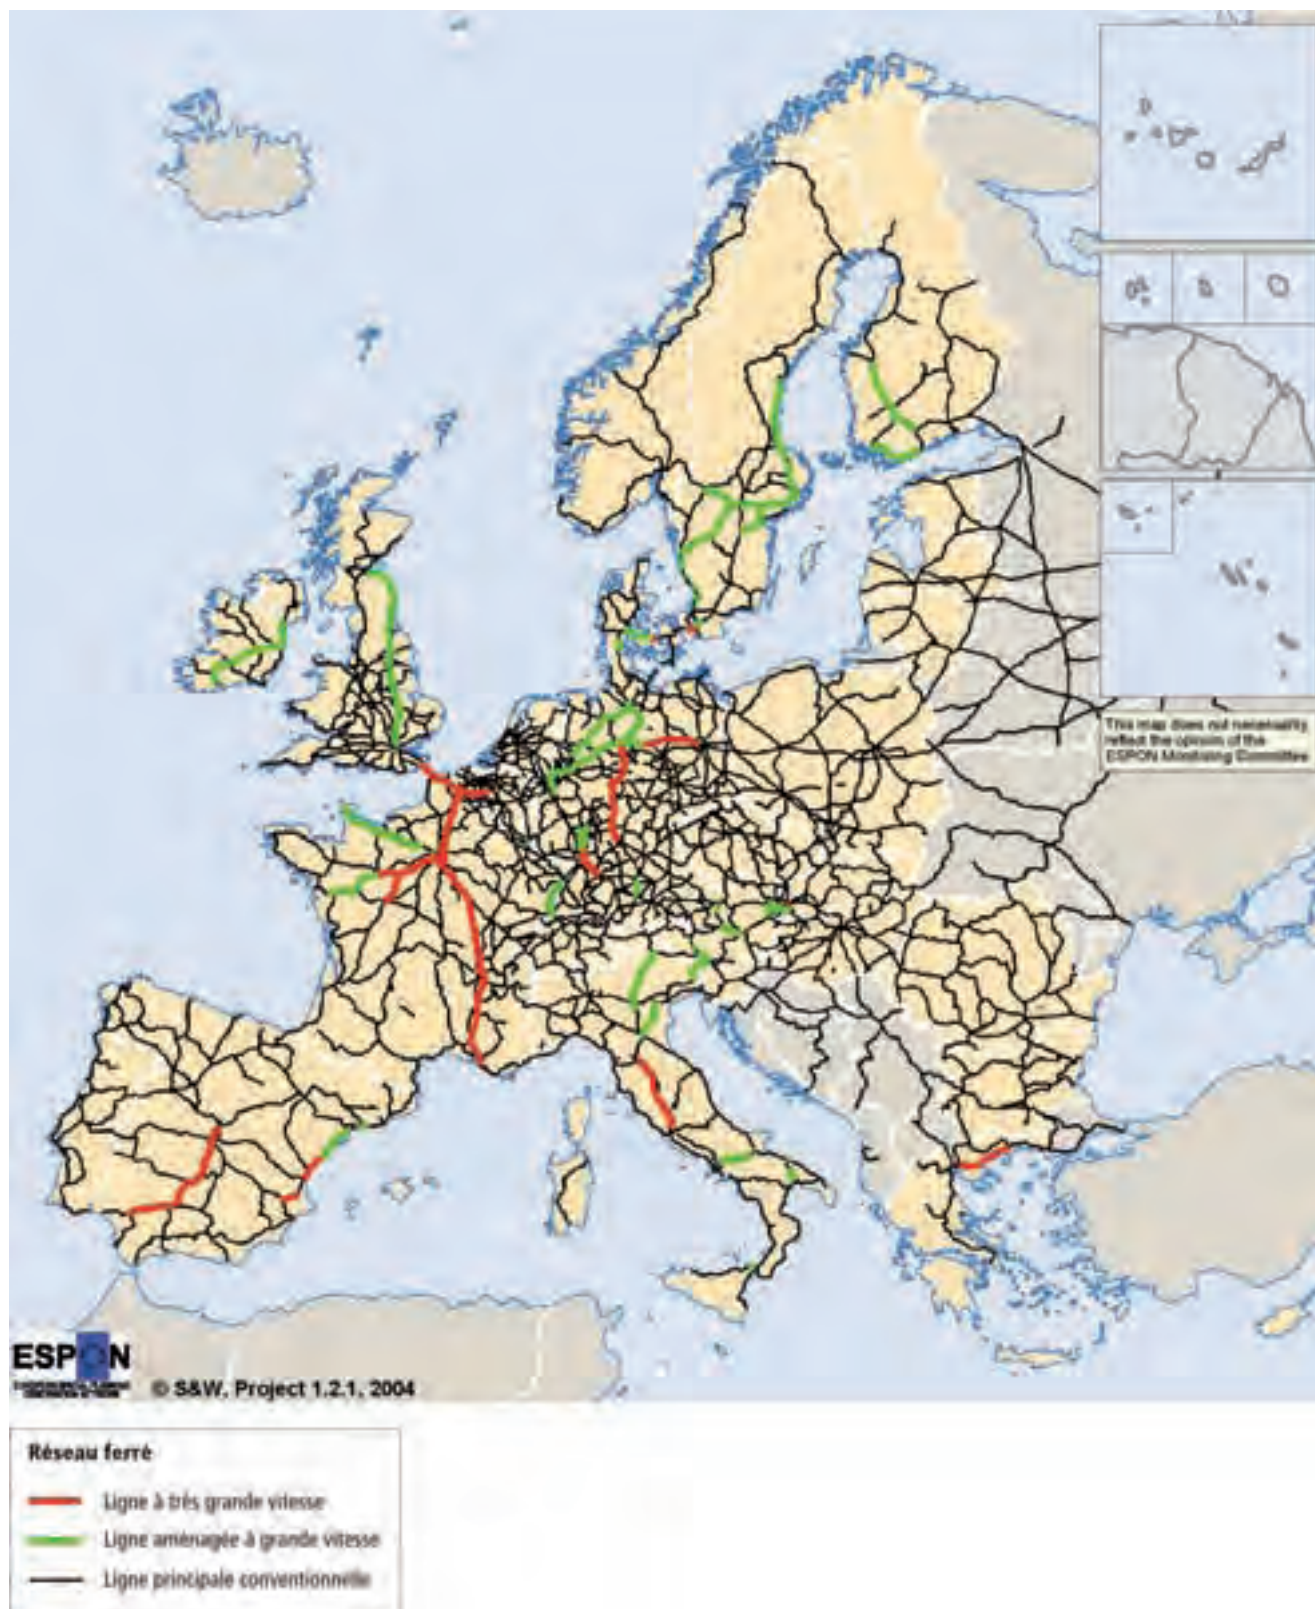 This map does not necessarily
reflect the opinion of the
ESPON Monitoring Committee
ESPON
© S&W, Project 1.2.1, 2004
Réseau ferré
Ligne à très grande vitesse
Ligne aménagée à grande vitesse
Ligne principale conventionnelle